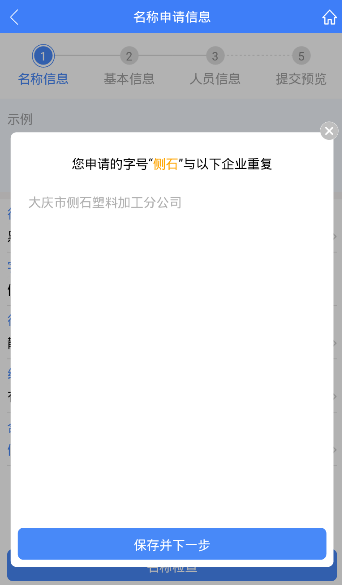 名称申请信息
1 2 3 5
名称信息 基本信息 人员信息 提交预览
示例
您申请的字号“侧石”与以下企业重复
大庆市侧石塑料加工分公司
保存并下一步
名称检查